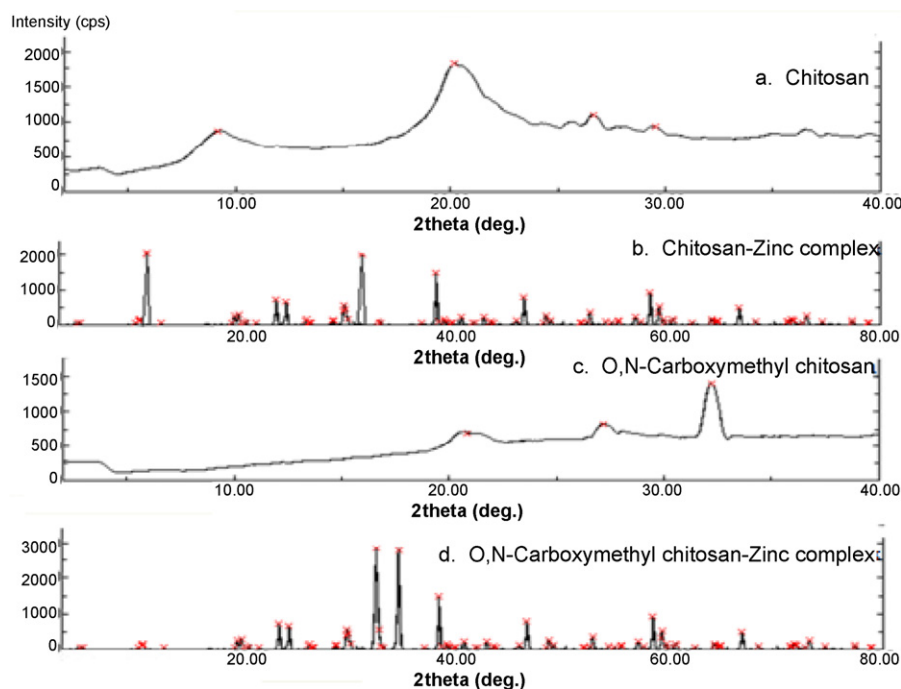 Intensity (cps)
2000
1500
1000
500
0
a. Chitosan
10.00 20.00 30.00 40.00
2theta (deg.)
2000
1000
0
b. Chitosan-Zinc complex
20.00 40.00 60.00 80.00
2theta (deg.)
1500
1000
500
0
c. O,N-Carboxymethyl chitosan
10.00 20.00 30.00 40.00
2theta (deg.)
3000
2000
1000
0
d. O,N-Carboxymethyl chitosan-Zinc complex
20.00 40.00 60.00 80.00
2theta (deg.)